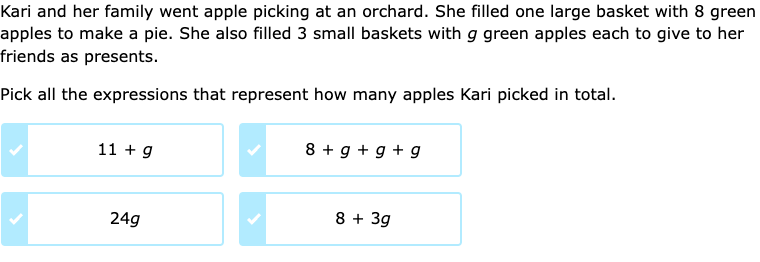 Kari and her family went apple picking at an orchard. She filled one large basket with 8 green
apples to make a pie. She also filled 3 small baskets with g green apples each to give to her
friends as presents.
Pick all the expressions that represent how many apples Kari picked in total.
11 + g
8 + g + g + g
24g
8 + 3g